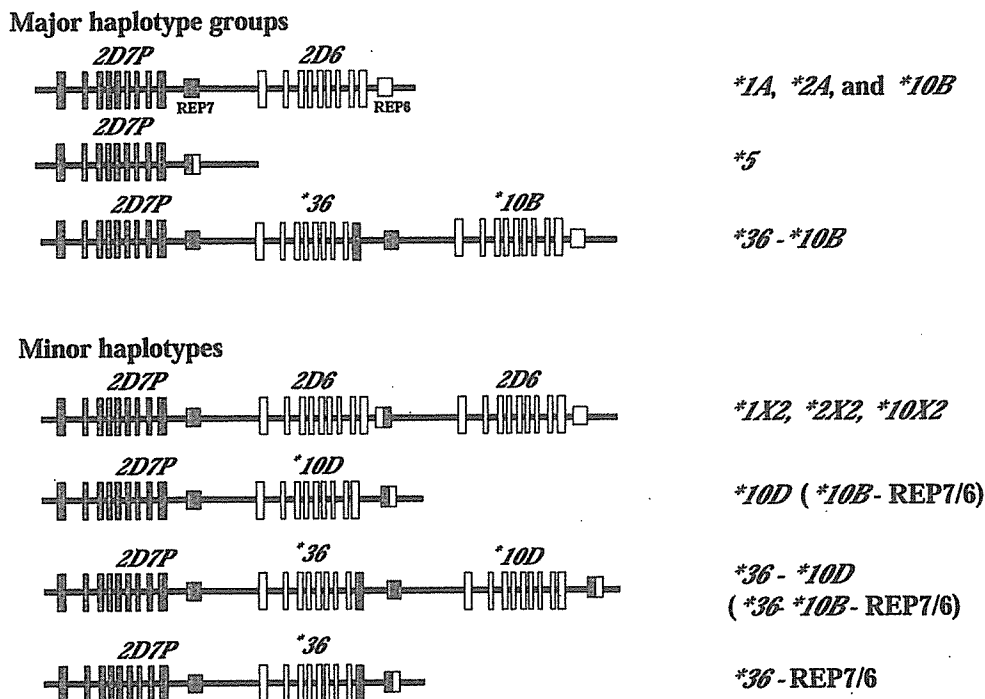 Major haplotype groups
2D7P 2D6
REP7 REP6
*1A, *2A, and *10B
2D7P
*5
2D7P *36 *10B
*36 - *10B
Minor haplotypes
2D7P 2D6 2D6
*1X2, *2X2, *10X2
2D7P *10D
*10D ( *10B - REP7/6)
2D7P *36 *10D
*36 - *10D
( *36- *10B - REP7/6)
2D7P *36
*36 - REP7/6